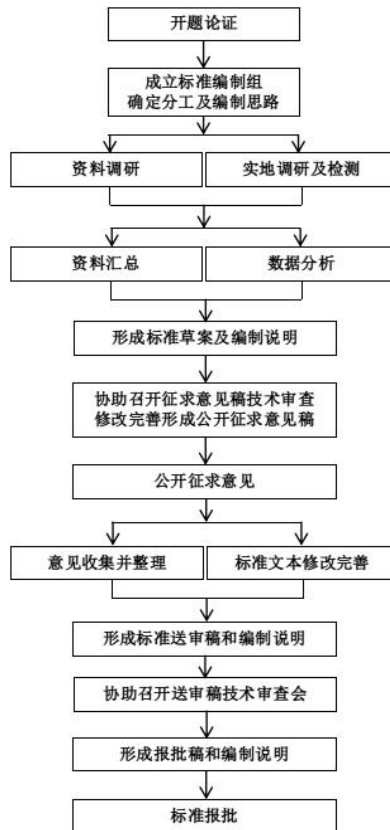 开题论证
成立标准编制组
确定分工及编制思路
资料调研
实地调研及检测
资料汇总
数据分析
形成标准草案及编制说明
协助召开征求意见稿技术审查
修改完善形成公开征求意见稿
公开征求意见
意见收集并整理
标准文本修改完善
形成标准送审稿和编制说明
协助召开送审稿技术审查会
形成报批稿和编制说明
标准报批